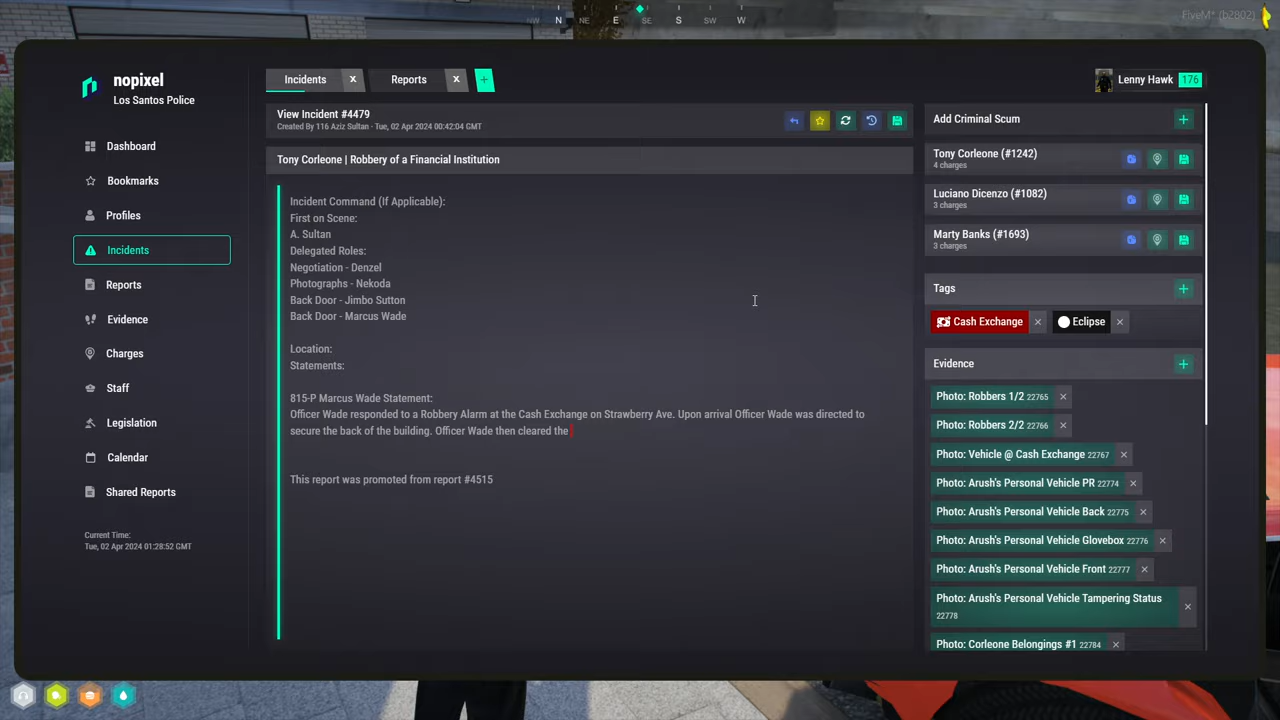 NW N NE E SE S SW W
FiveM* (b2802)
nopixel
Los Santos Police
Incidents x Reports x +
Lenny Hawk 176
Dashboard
Bookmarks
Profiles
Incidents
Reports
Evidence
Charges
Staff
Legislation
Calendar
Shared Reports
Current Time:
Tue, 02 Apr 2024 01:28:52 GMT
View Incident #4479
Created By 116 Aziz Sultan - Tue, 02 Apr 2024 00:42:04 GMT
Tony Corleone | Robbery of a Financial Institution
Incident Command (If Applicable):
First on Scene:
A. Sultan
Delegated Roles:
Negotiation - Denzel
Photographs - Nekoda
Back Door - Jimbo Sutton
Back Door - Marcus Wade
Location:
Statements:
815-P Marcus Wade Statement:
Officer Wade responded to a Robbery Alarm at the Cash Exchange on Strawberry Ave. Upon arrival Officer Wade was directed to
secure the back of the building. Officer Wade then cleared the
This report was promoted from report #4515
Add Criminal Scum +
Tony Corleone (#1242)
4 charges
Luciano Dicenzo (#1082)
3 charges
Marty Banks (#1693)
3 charges
Tags +
Cash Exchange x Eclipse x
Evidence +
Photo: Robbers 1/2 22765 x
Photo: Robbers 2/2 22766 x
Photo: Vehicle @ Cash Exchange 22767 x
Photo: Arush's Personal Vehicle PR 22774 x
Photo: Arush's Personal Vehicle Back 22775 x
Photo: Arush's Personal Vehicle Glovebox 22776 x
Photo: Arush's Personal Vehicle Front 22777 x
Photo: Arush's Personal Vehicle Tampering Status
22778 x
Photo: Corleone Belongings #1 22784 x